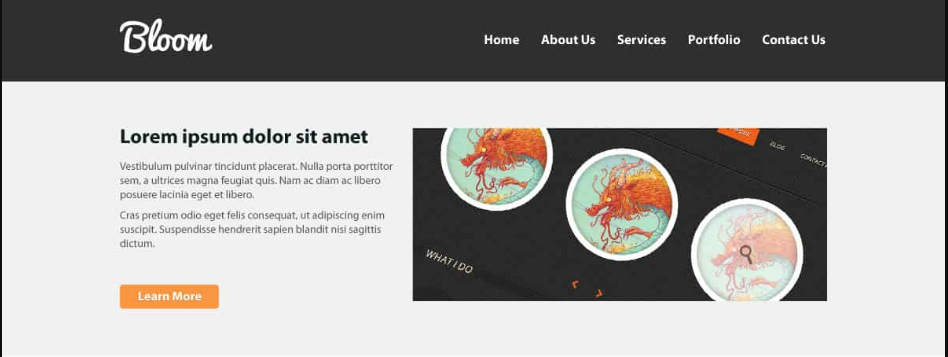 Bloom
Home About Us Services Portfolio Contact Us
Lorem ipsum dolor sit amet
Vestibulum pulvinar tincidunt placerat. Nulla porta porttitor
sem, a ultrices magna feugiat quis. Nam ac diam ac libero
posuere lacinia eget et libero.
Cras pretium odio eget felis consequat, ut adipiscing enim
suscipit. Suspendisse hendrerit sapien blandit nisi sagittis
dictum.
Learn More
BLOG
WHAT I DO